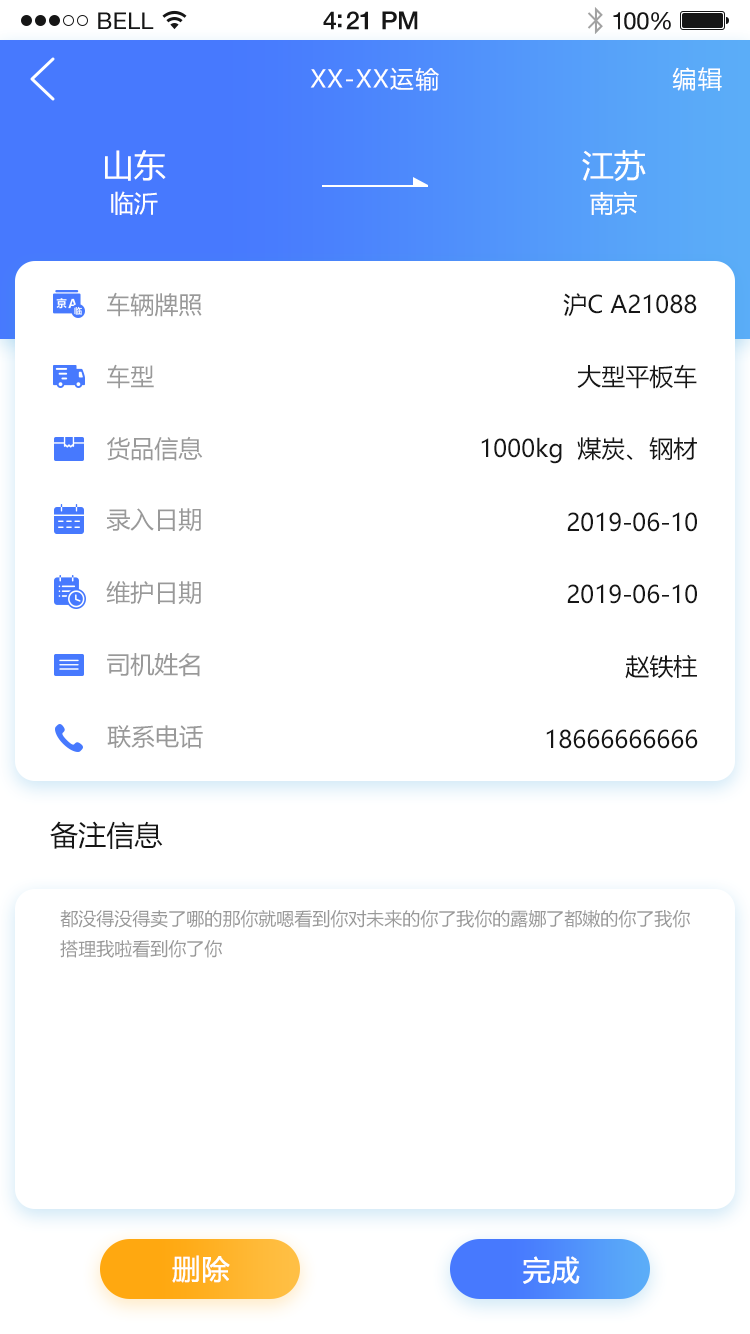 BELL 4:21 PM 100%
XX-XX运输 编辑
山东 江苏
临沂 南京
京A临 车辆牌照 沪C A21088
车型 大型平板车
货品信息 1000kg 煤炭、钢材
录入日期 2019-06-10
维护日期 2019-06-10
司机姓名 赵铁柱
联系电话 18666666666
备注信息
都没得没得卖了哪的那你就嗯看到你对未来的你了我你的露娜了都嫩的你了我你
搭理我啦看到你了你
删除 完成